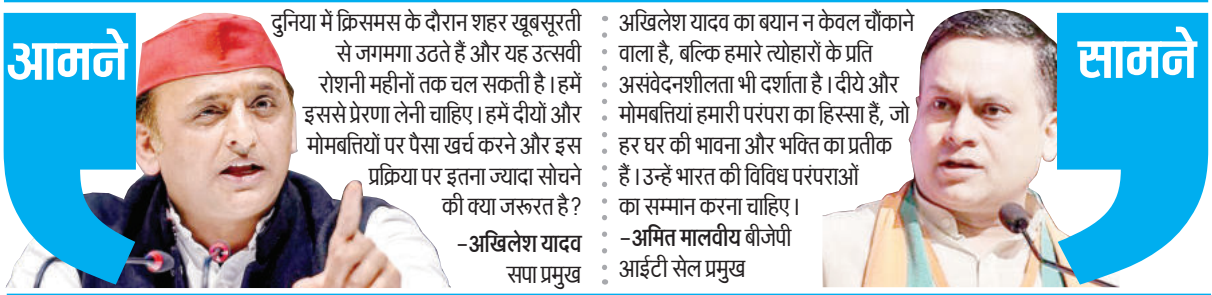 आमने
दुनिया में क्रिसमस के दौरान शहर खूबसूरती
से जगमगा उठते हैं और यह उत्सवी
रोशनी महीनों तक चल सकती है। हमें
इससे प्रेरणा लेनी चाहिए। हमें दीयों और
मोमबत्तियों पर पैसा खर्च करने और इस
प्रक्रिया पर इतना ज्यादा सोचने
की क्या जरूरत है?
-अखिलेश यादव
सपा प्रमुख
अखिलेश यादव का बयान न केवल चौंकाने
वाला है, बल्कि हमारे त्योहारों के प्रति
असंवेदनशीलता भी दर्शाता है। दीये और
मोमबत्तियां हमारी परंपरा का हिस्सा हैं, जो
हर घर की भावना और भक्ति का प्रतीक
हैं। उन्हें भारत की विविध परंपराओं
का सम्मान करना चाहिए।
-अमित मालवीय बीजेपी
आईटी सेल प्रमुख
सामने